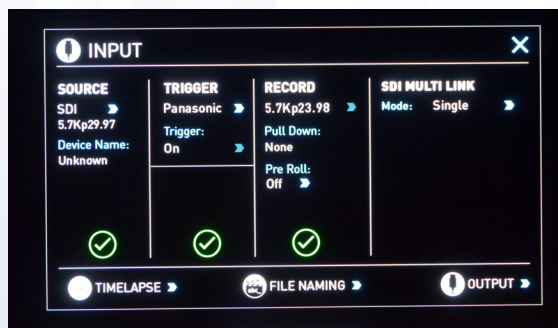 INPUT
SOURCE
SDI
5.7Kp29.97
Device Name:
Unknown
TRIGGER
Panasonic
Trigger:
On
RECORD
5.7Kp23.98
Pull Down:
None
Pre Roll:
Off
SDI MULTI LINK
Mode: Single
TIMELAPSE
FILE NAMING
OUTPUT